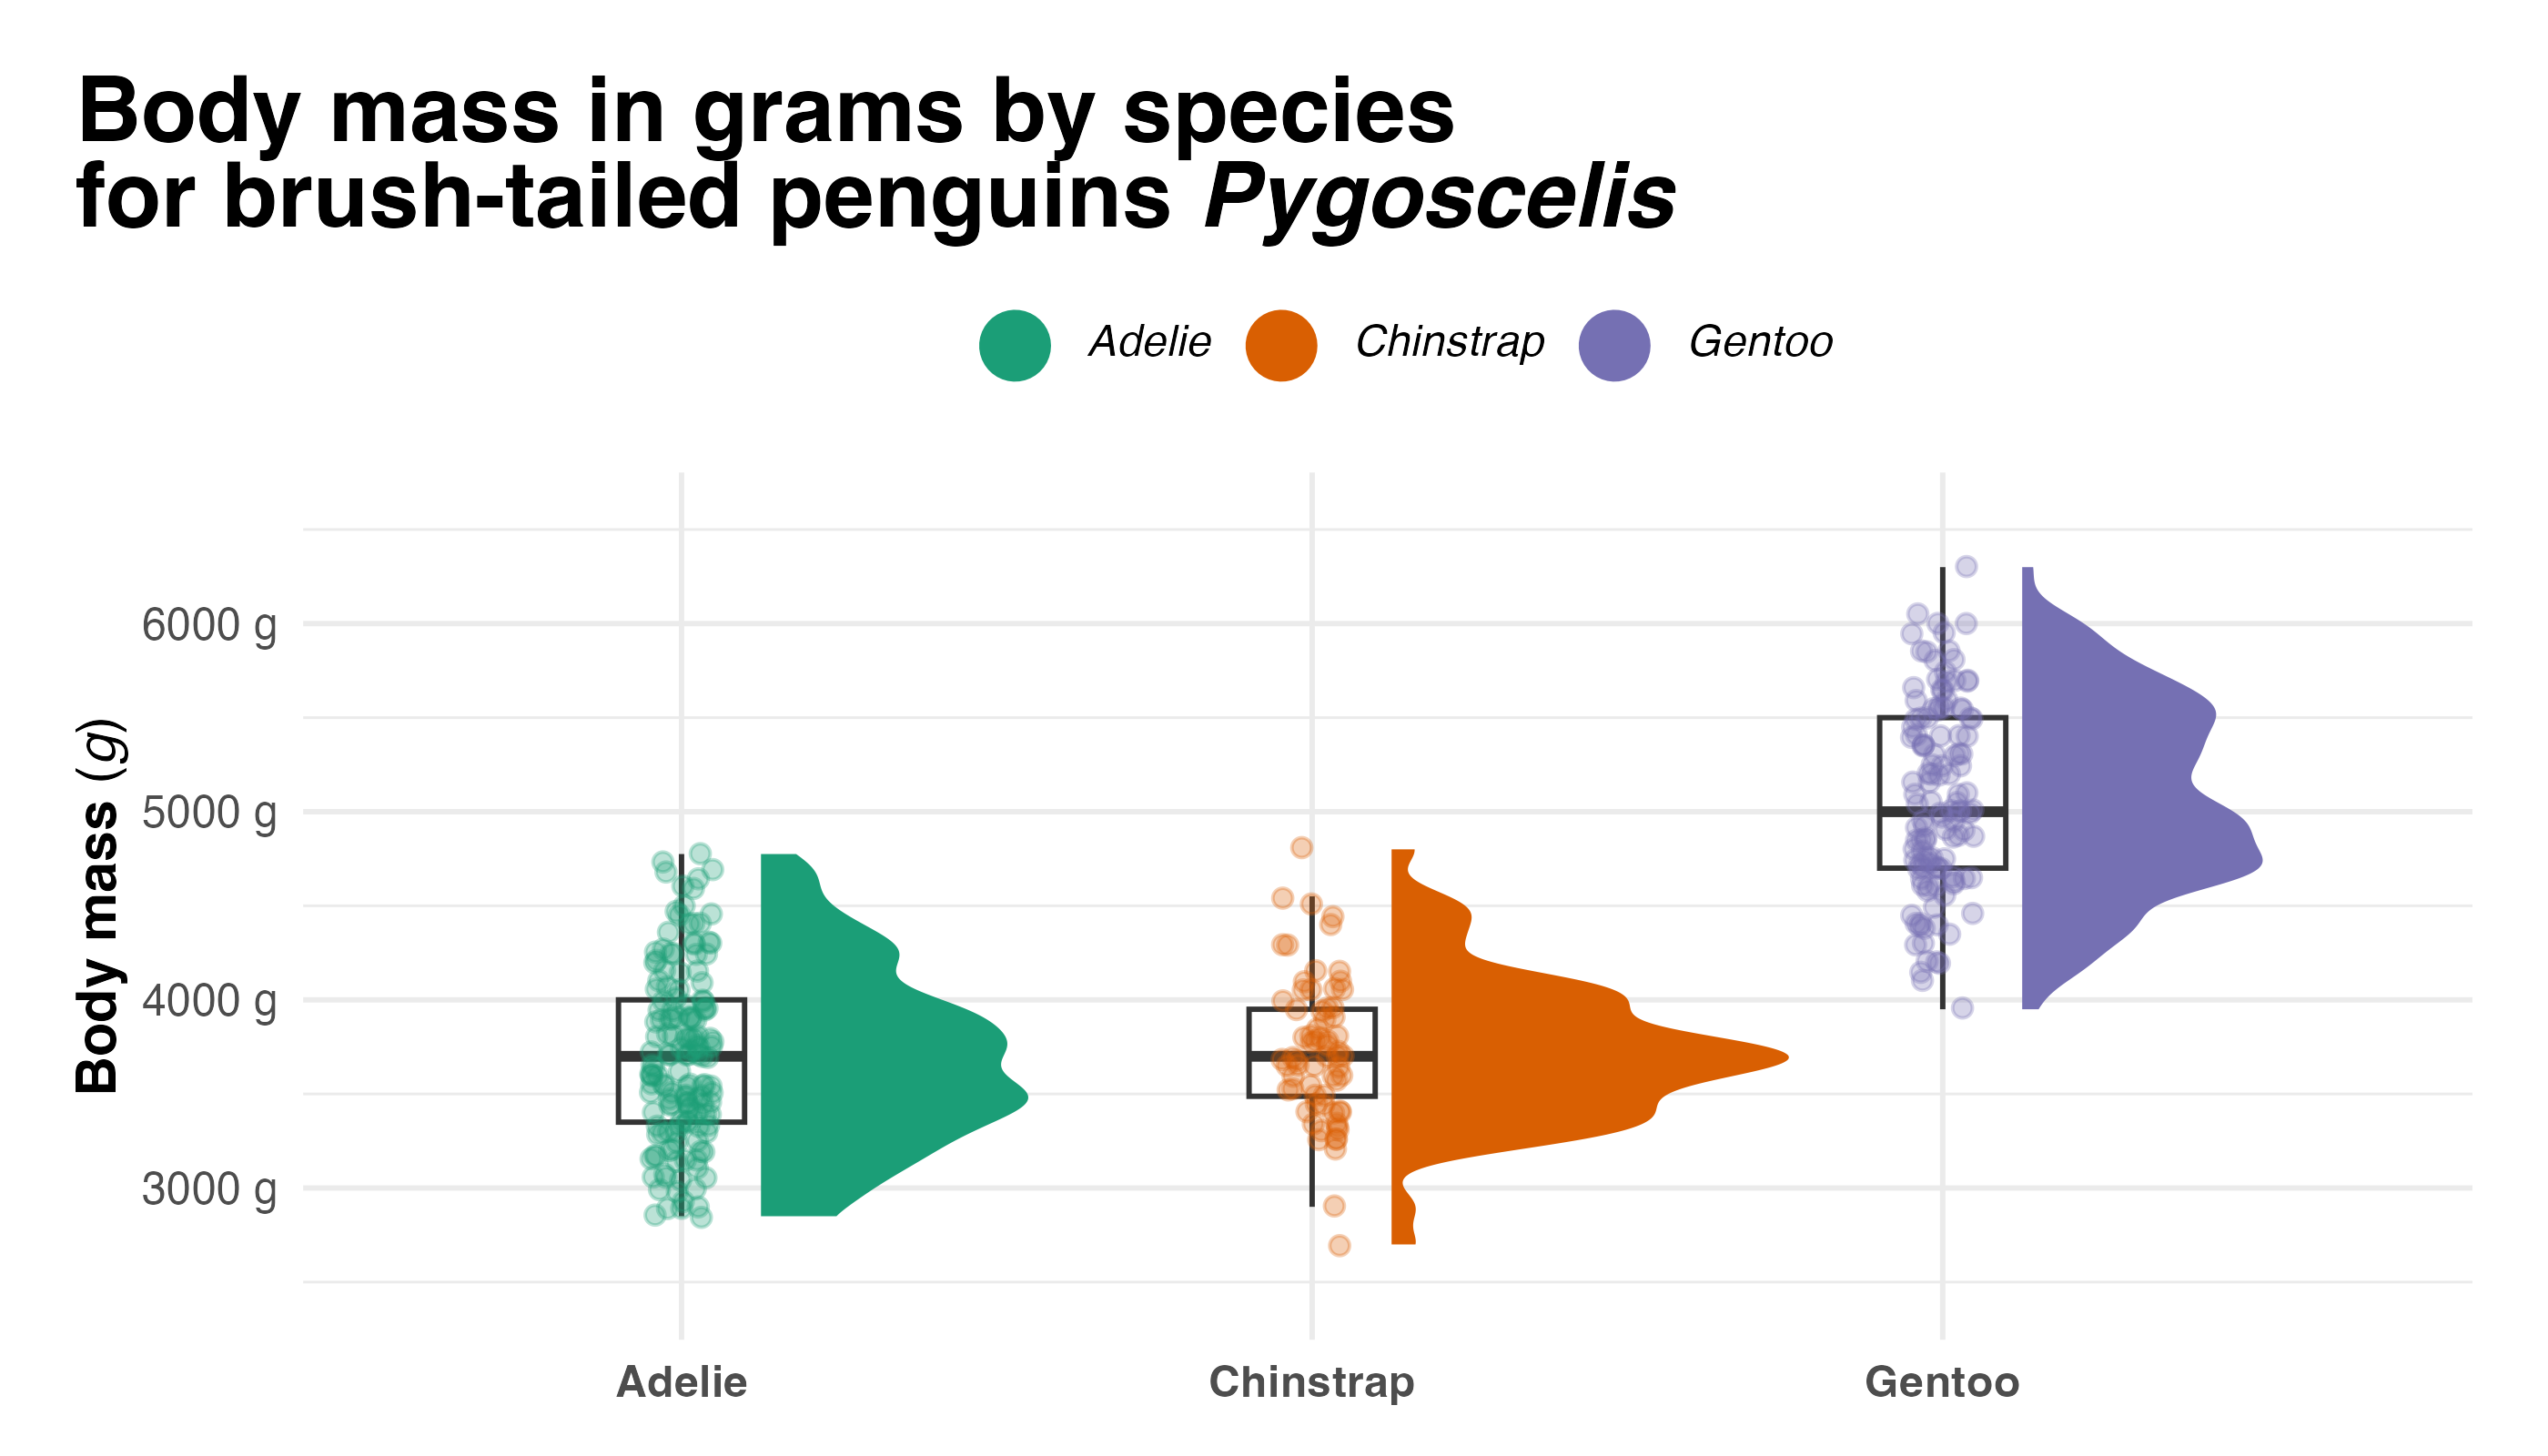 Body mass in grams by species
for brush-tailed penguins Pygoscelis
Adelie Chinstrap Gentoo
Body mass (g)
6000 g
5000 g
4000 g
3000 g
Adelie Chinstrap Gentoo